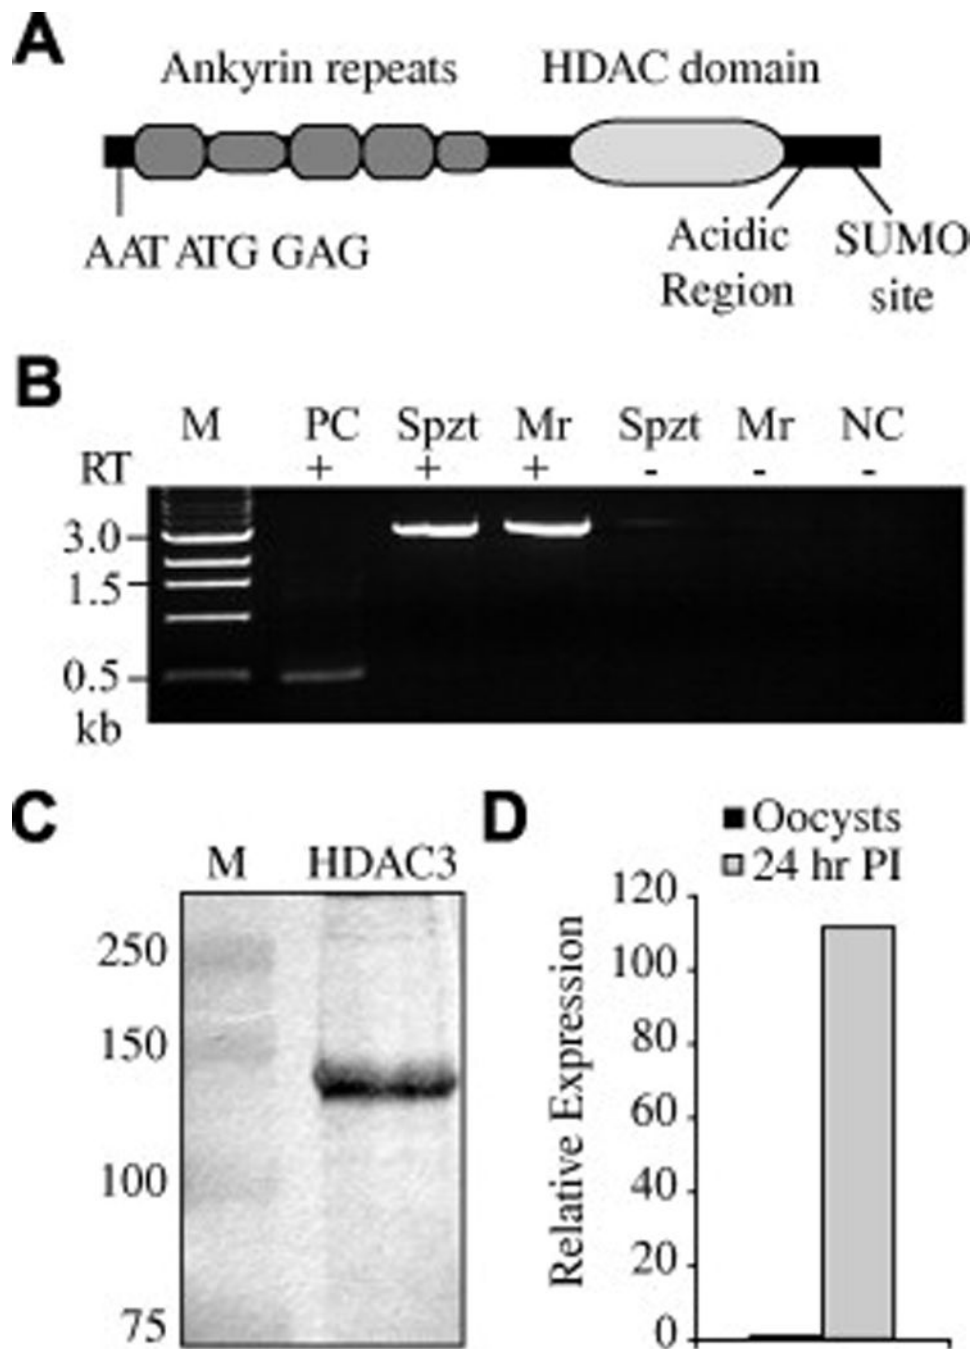 A
Ankyrin repeats HDAC domain
AAT ATG GAG
Acidic Region
SUMO site
B
M PC Spzt Mr Spzt Mr NC
RT + + + - - -
3.0
1.5
0.5
kb
C
M HDAC3
250
150
100
75
D
Oocysts
24 hr PI
Relative Expression
120
100
80
60
40
20
0